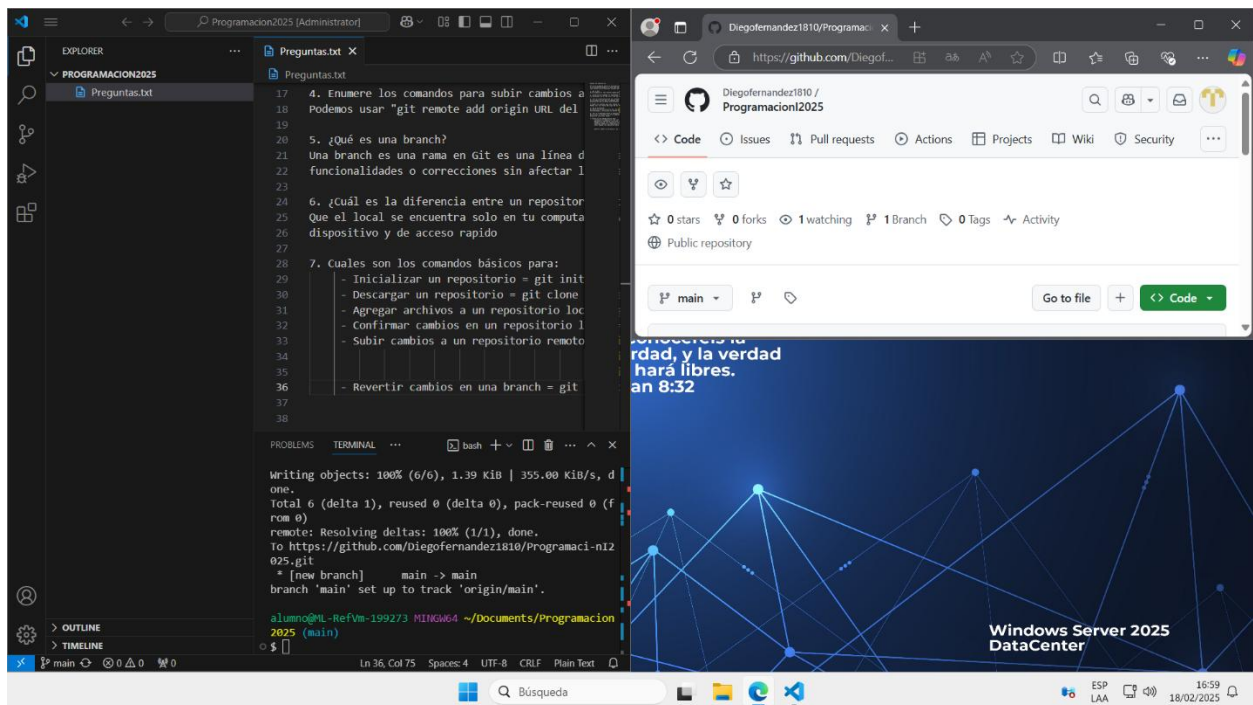 Programacion2025 [Administrator]
EXPLORER
PROGRAMACION2025
Preguntas.txt
OUTLINE
TIMELINE
Preguntas.txt
Preguntas.txt
17 4. Enumere los comandos para subir cambios a
18 Podemos usar "git remote add origin URL del
19
20 5. ¿Qué es una branch?
21 Una branch es una rama en Git es una línea d
22 funcionalidades o correcciones sin afectar l
23
24 6. ¿Cuál es la diferencia entre un repositor
25 Que el local se encuentra solo en tu computa
26 dispositivo y de acceso rapido
27
28 7. Cuales son los comandos básicos para:
29 - Inicializar un repositorio = git init
30 - Descargar un repositorio = git clone
31 - Agregar archivos a un repositorio loc
32 - Confirmar cambios en un repositorio l
33 - Subir cambios a un repositorio remoto
34
35
36 - Revertir cambios en una branch = git
37
38
PROBLEMS TERMINAL ··· bash
Writing objects: 100% (6/6), 1.39 KiB | 355.00 KiB/s, d
one.
Total 6 (delta 1), reused 0 (delta 0), pack-reused 0 (f
rom 0)
remote: Resolving deltas: 100% (1/1), done.
To https://github.com/Diegofernandez1810/Programaci-nI2
025.git
* [new branch] main -> main
branch 'main' set up to track 'origin/main'.
alumno@ML-RefVm-199273 MINGW64 ~/Documents/Programacion
2025 (main)
$
main 0 0 0 Ln 36, Col 75 Spaces: 4 UTF-8 CRLF Plain Text
Diegofernandez1810/Programaci
https://github.com/Diegof...
Diegofernandez1810 /
ProgramacionI2025
Code Issues Pull requests Actions Projects Wiki Security
0 stars 0 forks 1 watching 1 Branch 0 Tags Activity
Public repository
main Go to file Code
rdad, y la verdad
hará libres.
an 8:32
Windows Server 2025
DataCenter
Búsqueda
ESP
LAA
16:59
18/02/2025